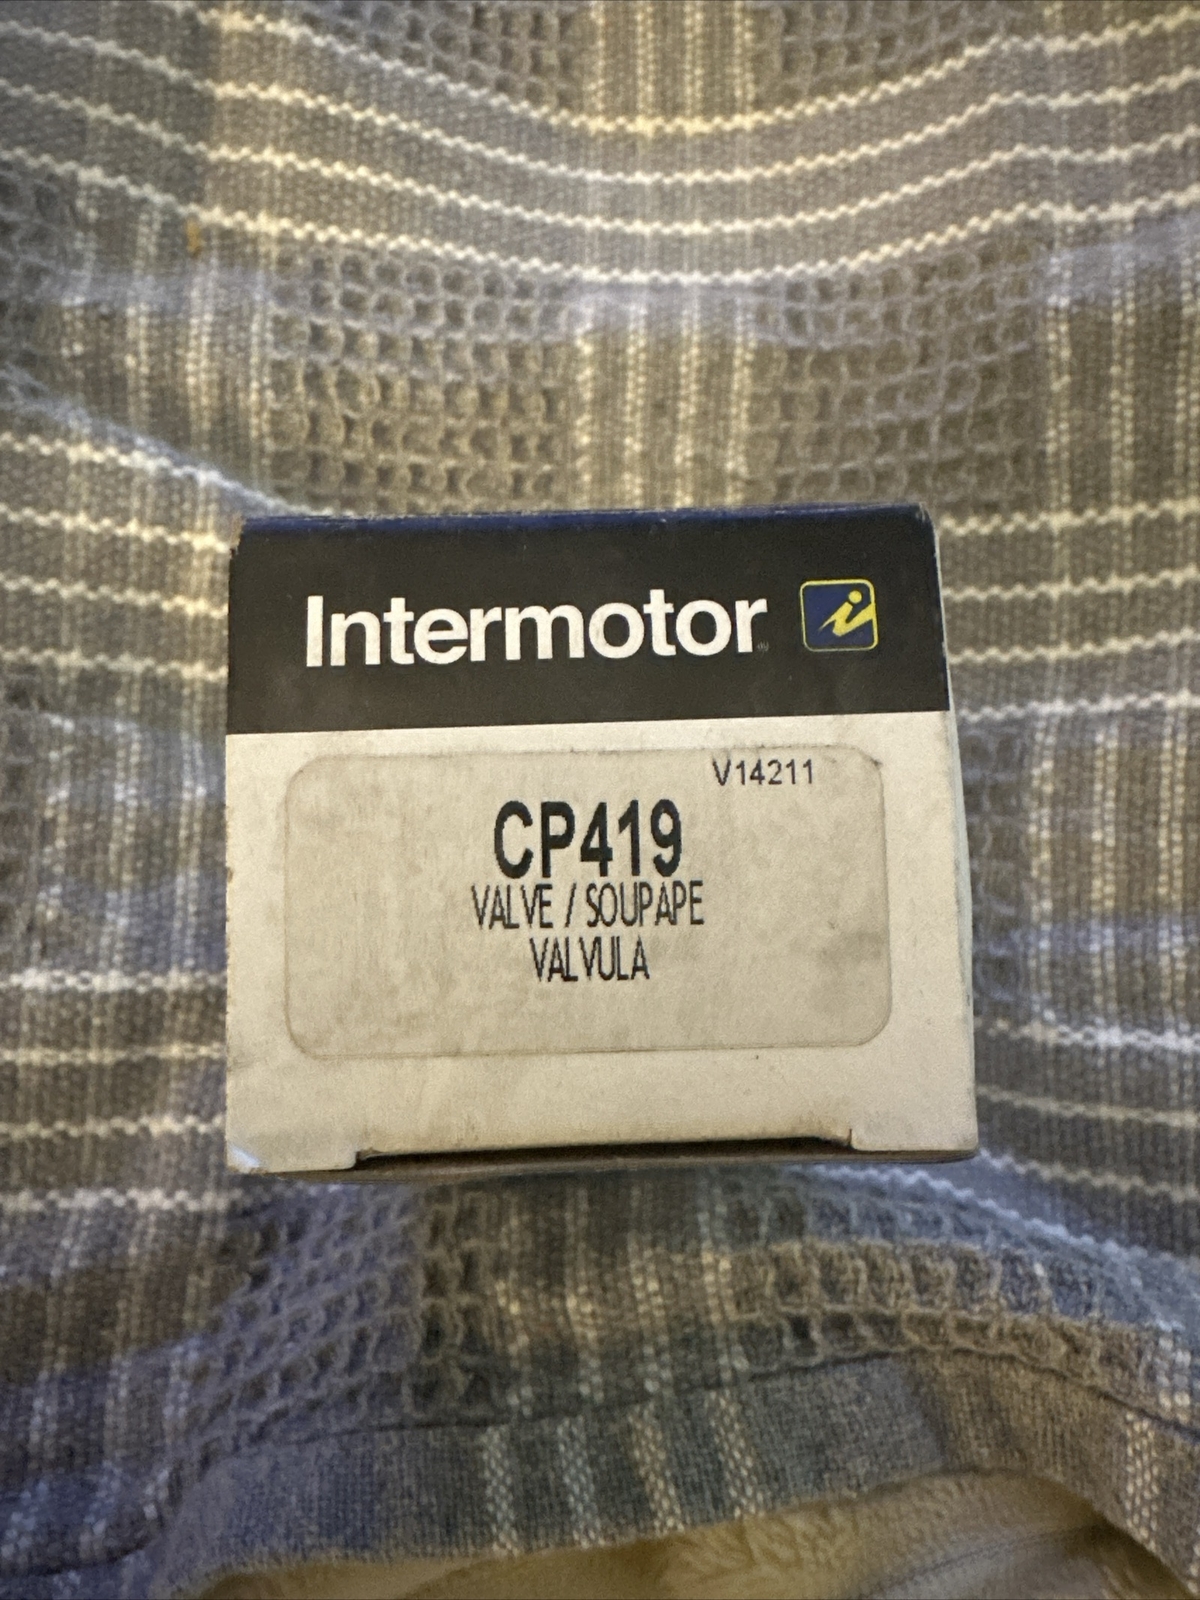 Intermotor
V14211
CP419
VALVE / SOUPAPE
VALVULA